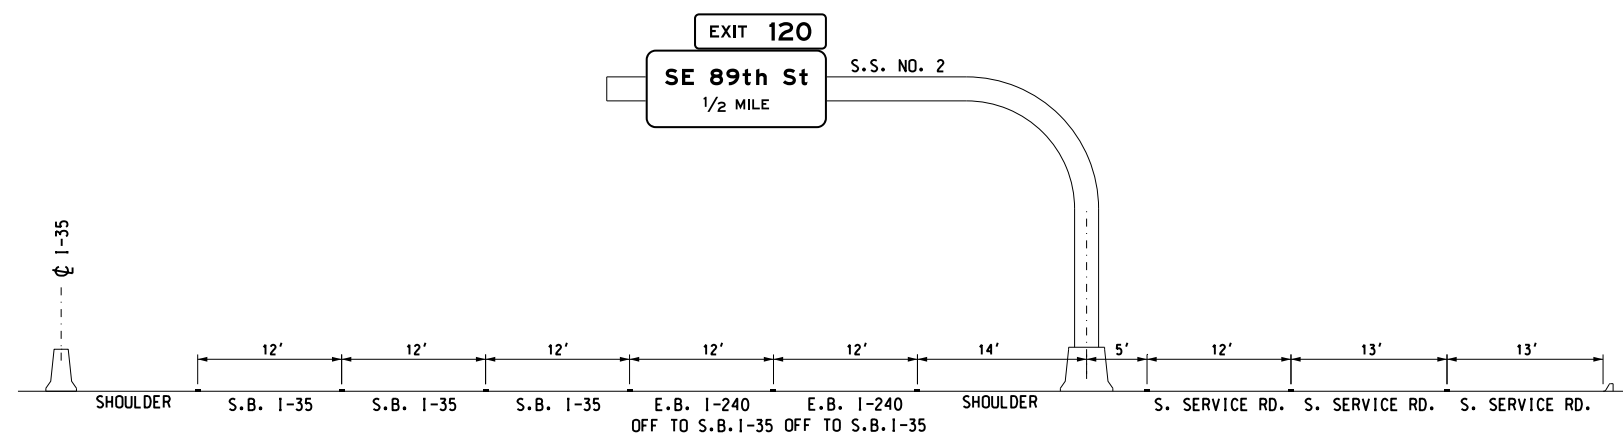 EXIT 120
SE 89th St
1/2 MILE
S.S. NO. 2
℄ I-35
12' 12' 12' 12' 12' 14' 5' 12' 13' 13'
SHOULDER S.B. I-35 S.B. I-35 S.B. I-35 E.B. I-240 E.B. I-240 SHOULDER S. SERVICE RD. S. SERVICE RD. S. SERVICE RD.
OFF TO S.B.I-35 OFF TO S.B.I-35